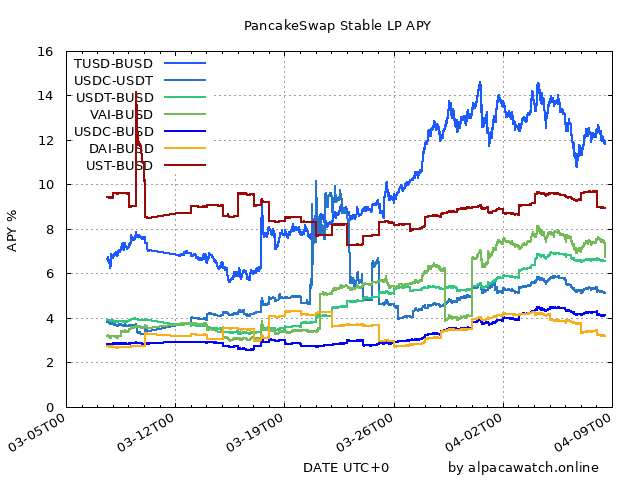 PancakeSwap Stable LP APY
16
14
12
10
8
6
4
2
0
APY %
TUSD-BUSD
USDC-USDT
USDT-BUSD
VAI-BUSD
USDC-BUSD
DAI-BUSD
UST-BUSD
03-05T00
03-12T00
03-19T00
03-26T00
04-02T00
04-09T00
DATE UTC+0
by alpacawatch.online